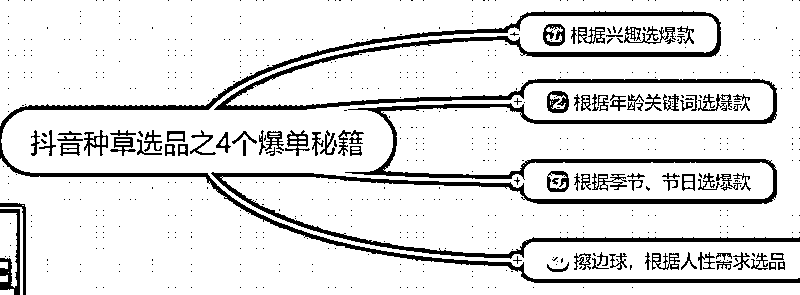 抖音种草选品之4个爆单秘籍
根据兴趣选爆款
2 根据年龄关键词选爆款
根据季节、节日选爆款
擦边球，根据人性需求选品